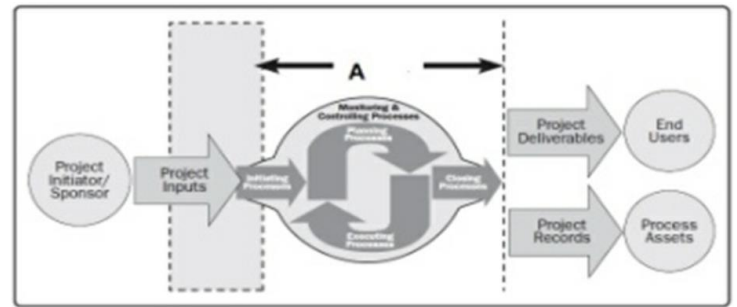 A
Monitoring &
Controlling Processes
Planning
Processes
Project
Initiator/
Sponsor
Project
Inputs
Initiating
Processes
Closing
Processes
Executing
Processes
Project
Deliverables
End
Users
Project
Records
Process
Assets